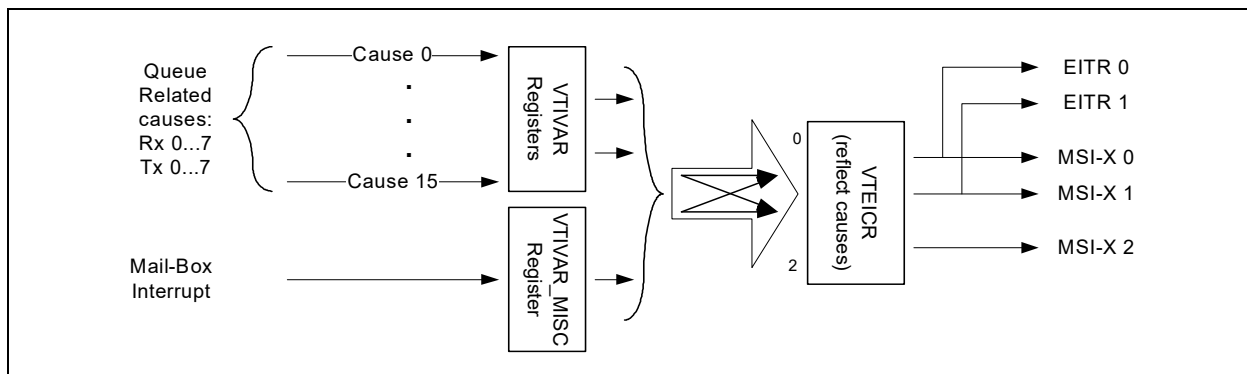 Queue
Related
causes:
Rx 0...7
Tx 0...7
Cause 0
Cause 15
VTIVAR
Registers
Mail-Box
Interrupt
VTIVAR_MISC
Register
0
2
VTEICR
(reflect causes)
EITR 0
EITR 1
MSI-X 0
MSI-X 1
MSI-X 2